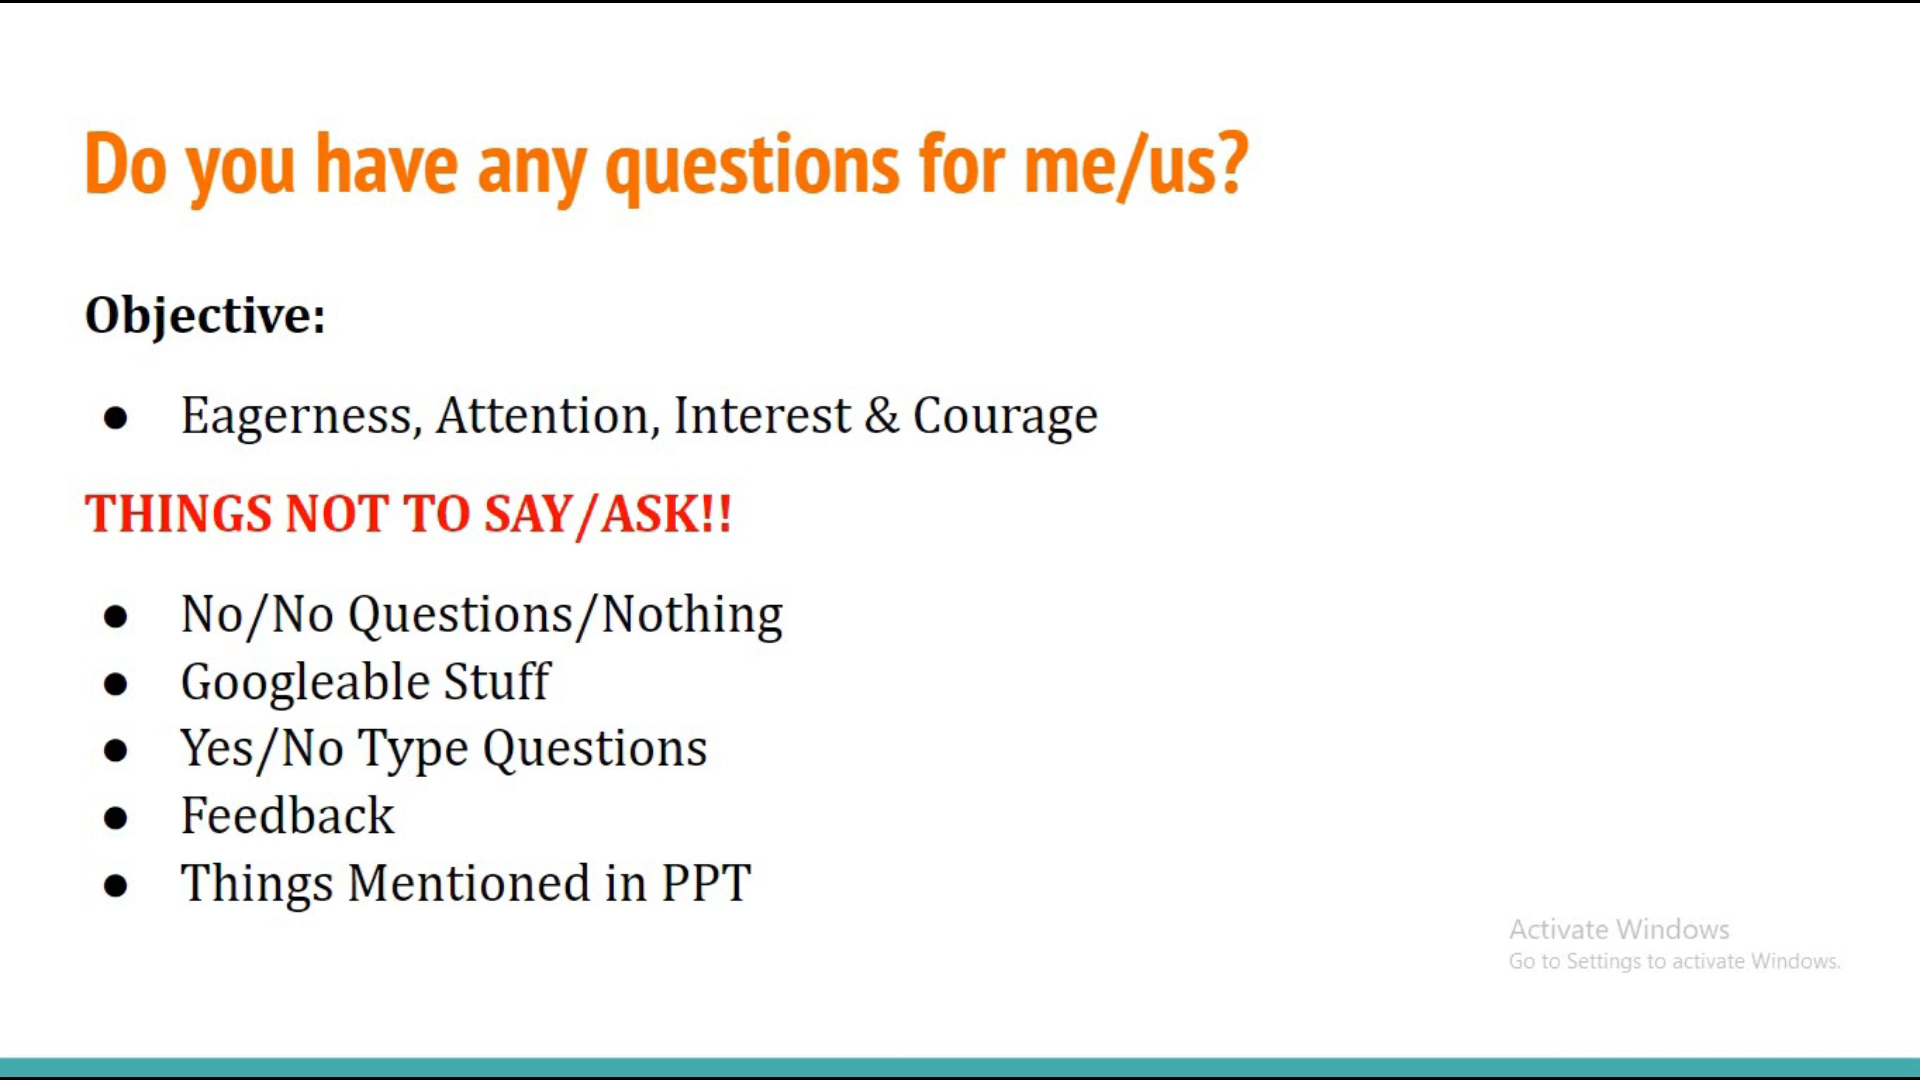 Do you have any questions for me/us?
Objective:
● Eagerness, Attention, Interest & Courage
THINGS NOT TO SAY/ASK!!
● No/No Questions/Nothing
● Googleable Stuff
● Yes/No Type Questions
● Feedback
● Things Mentioned in PPT
Activate Windows
Go to Settings to activate Windows.